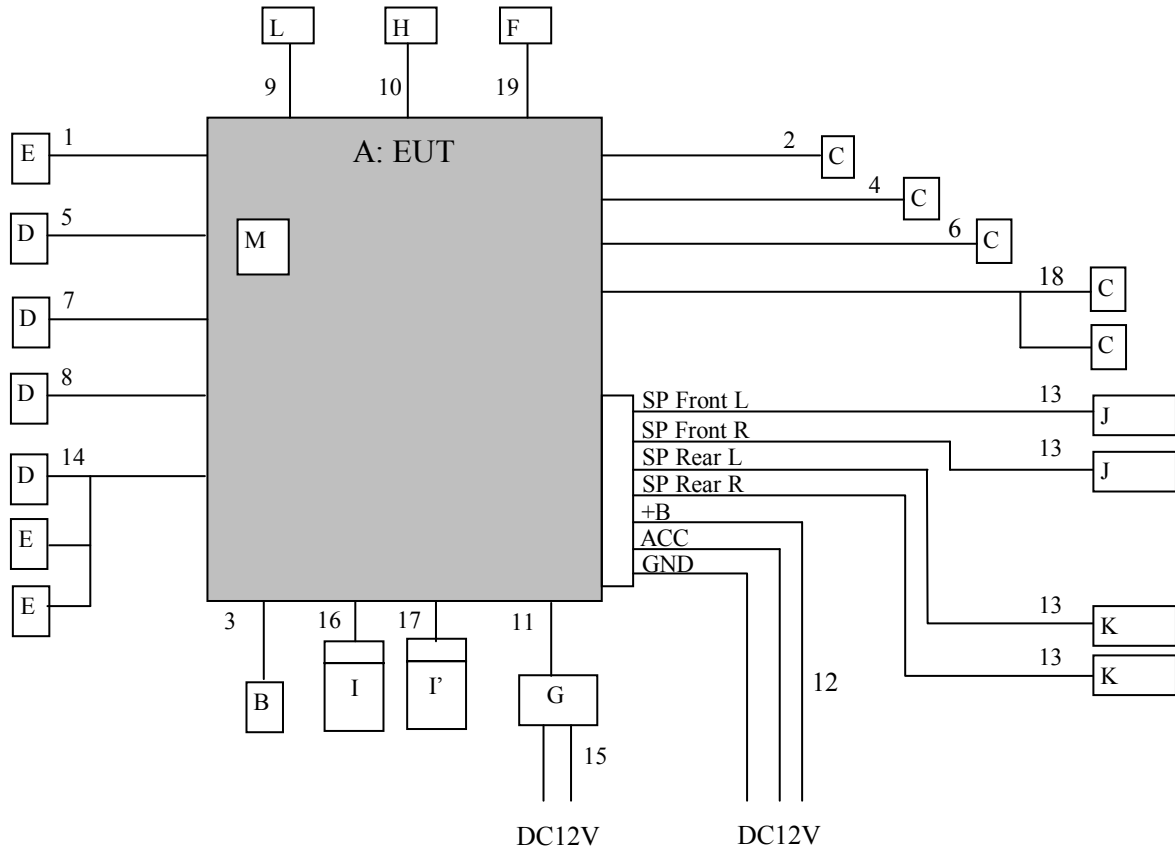 L H F
9 10 19
A: EUT
E 1
2 C
4 C
D 5
M
6 C
18 C
D 7
C
D 8
SP Front L 13 J
SP Front R 13 J
SP Rear L
D 14
SP Rear R
+B
E
ACC
GND
E
3 16 17 11
13 K
13 K
B I I' G 12
15
DC12V DC12V